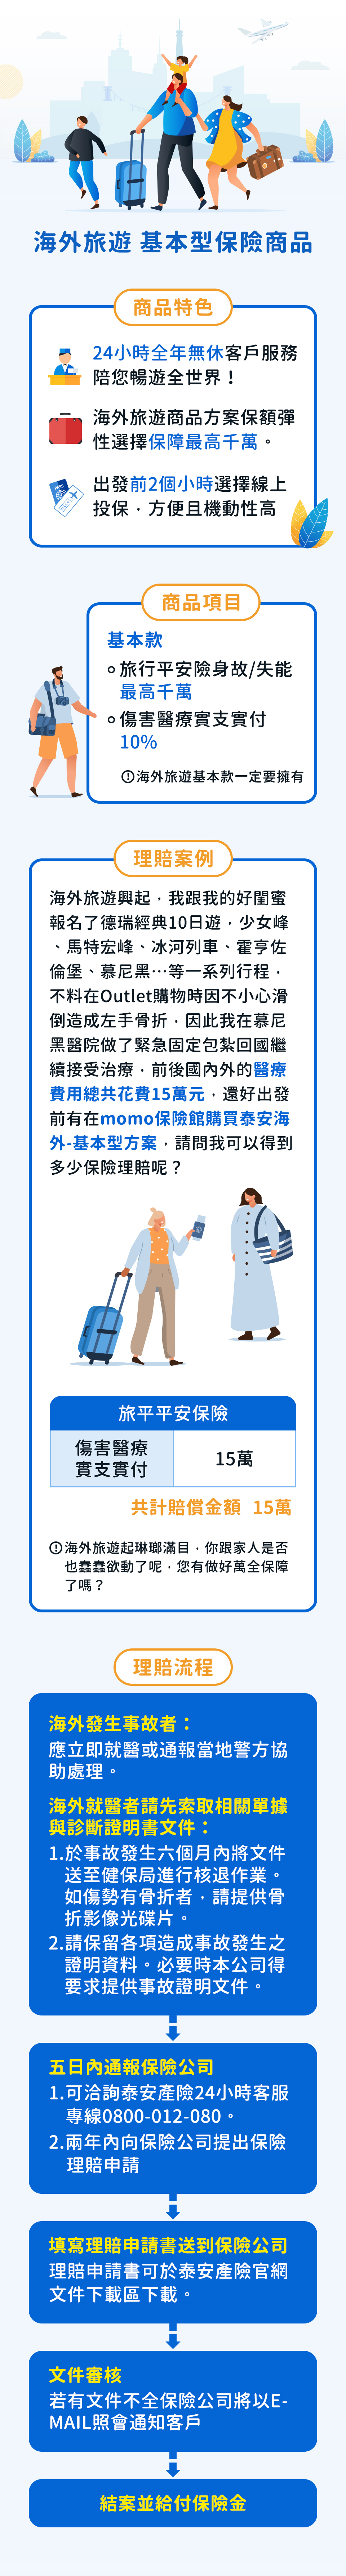 海外旅遊 基本型保險商品
商品特色
24小時全年無休客戶服務
陪您暢遊全世界！
海外旅遊商品方案保額彈
性選擇保障最高千萬。
出發前2個小時選擇線上
投保，方便且機動性高
商品項目
基本款
旅行平安險身故/失能
最高千萬
傷害醫療實支實付
10%
海外旅遊基本款一定要擁有
理賠案例
海外旅遊興起，我跟我的好閨蜜
報名了德瑞經典10日遊，少女峰
、馬特宏峰、冰河列車、霍亨佐
倫堡、慕尼黑…等一系列行程，
不料在Outlet購物時因不小心滑
倒造成左手骨折，因此我在慕尼
黑醫院做了緊急固定包紮回國繼
續接受治療，前後國內外的醫療
費用總共花費15萬元，還好出發
前有在momo保險館購買泰安海
外-基本型方案，請問我可以得到
多少保險理賠呢？
旅平平安保險
傷害醫療
實支實付
15萬
共計賠償金額 15萬
海外旅遊起琳瑯滿目，你跟家人是否
也蠢蠢欲動了呢，您有做好萬全保障
了嗎？
理賠流程
海外發生事故者：
應立即就醫或通報當地警方協
助處理。
海外就醫者請先索取相關單據
與診斷證明書文件：
1.於事故發生六個月內將文件
送至健保局進行核退作業。
如傷勢有骨折者，請提供骨
折影像光碟片。
2.請保留各項造成事故發生之
證明資料。必要時本公司得
要求提供事故證明文件。
五日內通報保險公司
1.可洽詢泰安產險24小時客服
專線0800-012-080。
2.兩年內向保險公司提出保險
理賠申請
填寫理賠申請書送到保險公司
理賠申請書可於泰安產險官網
文件下載區下載。
文件審核
若有文件不全保險公司將以E-
MAIL照會通知客戶
結案並給付保險金